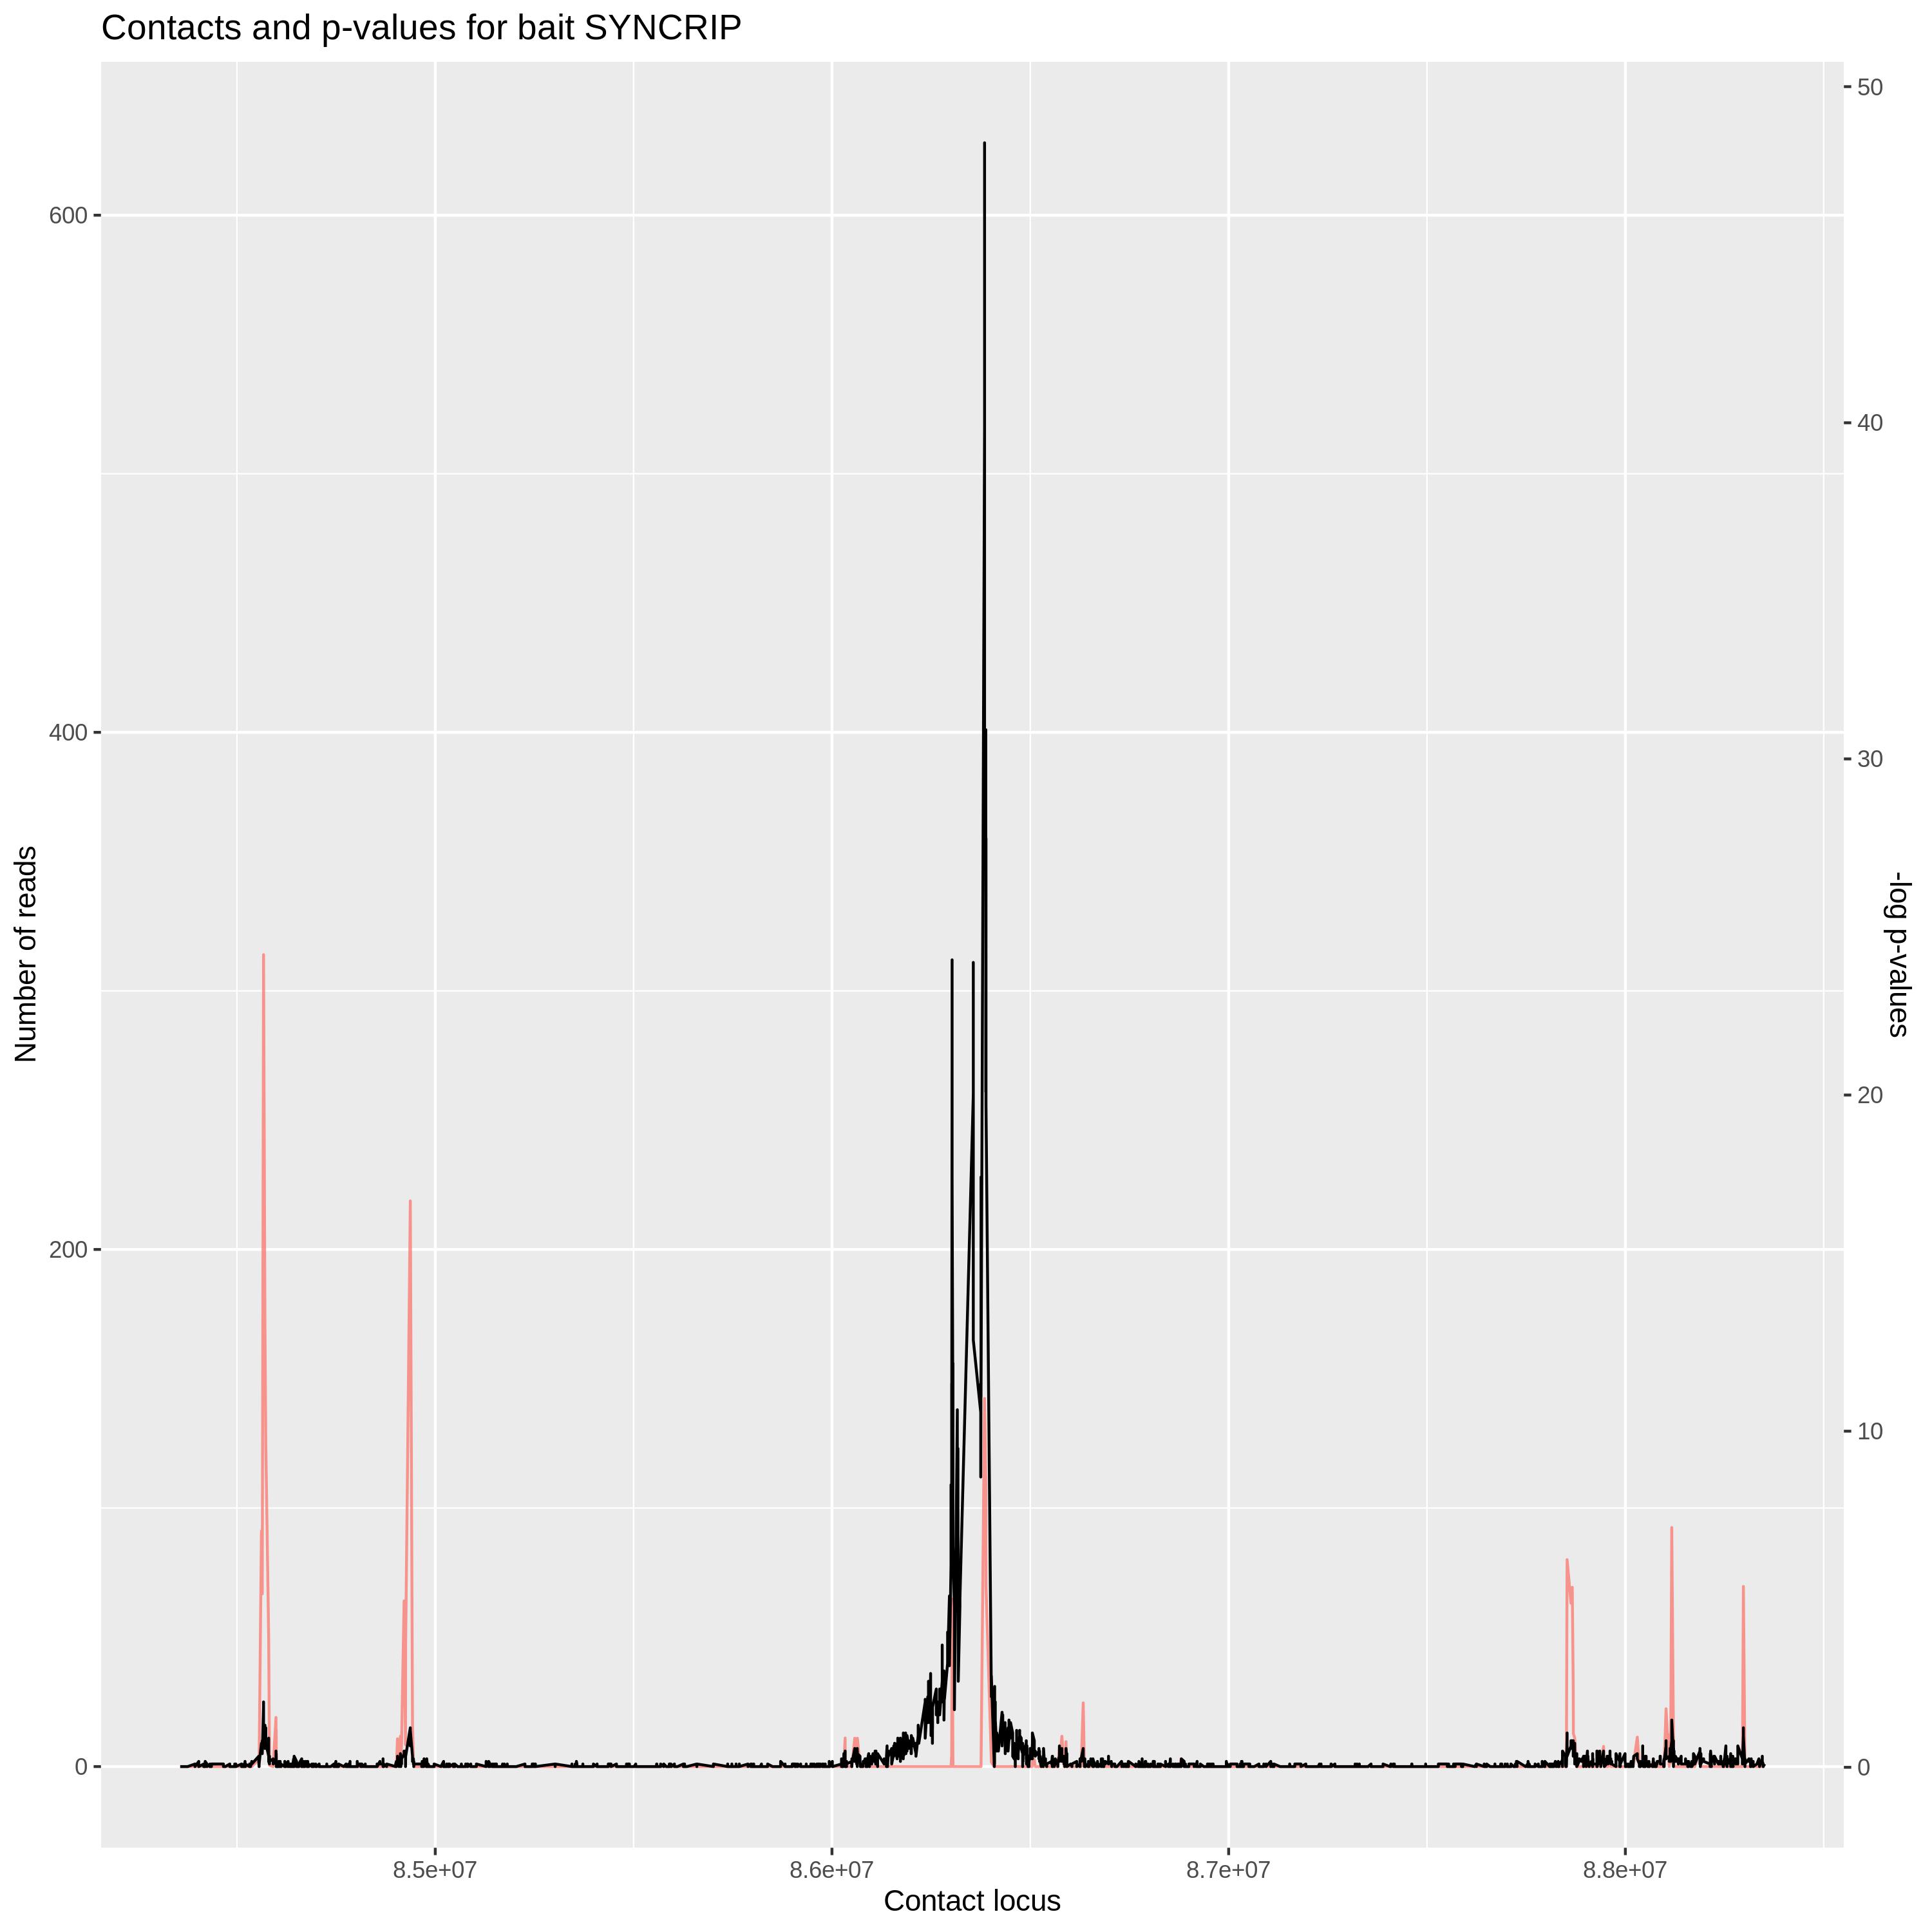 Contacts and p-values for bait SYNCRIP
Number of reads
600
400
200
0
50
40
30
20
10
0
-log p-values
8.5e+07
8.6e+07
8.7e+07
8.8e+07
Contact locus